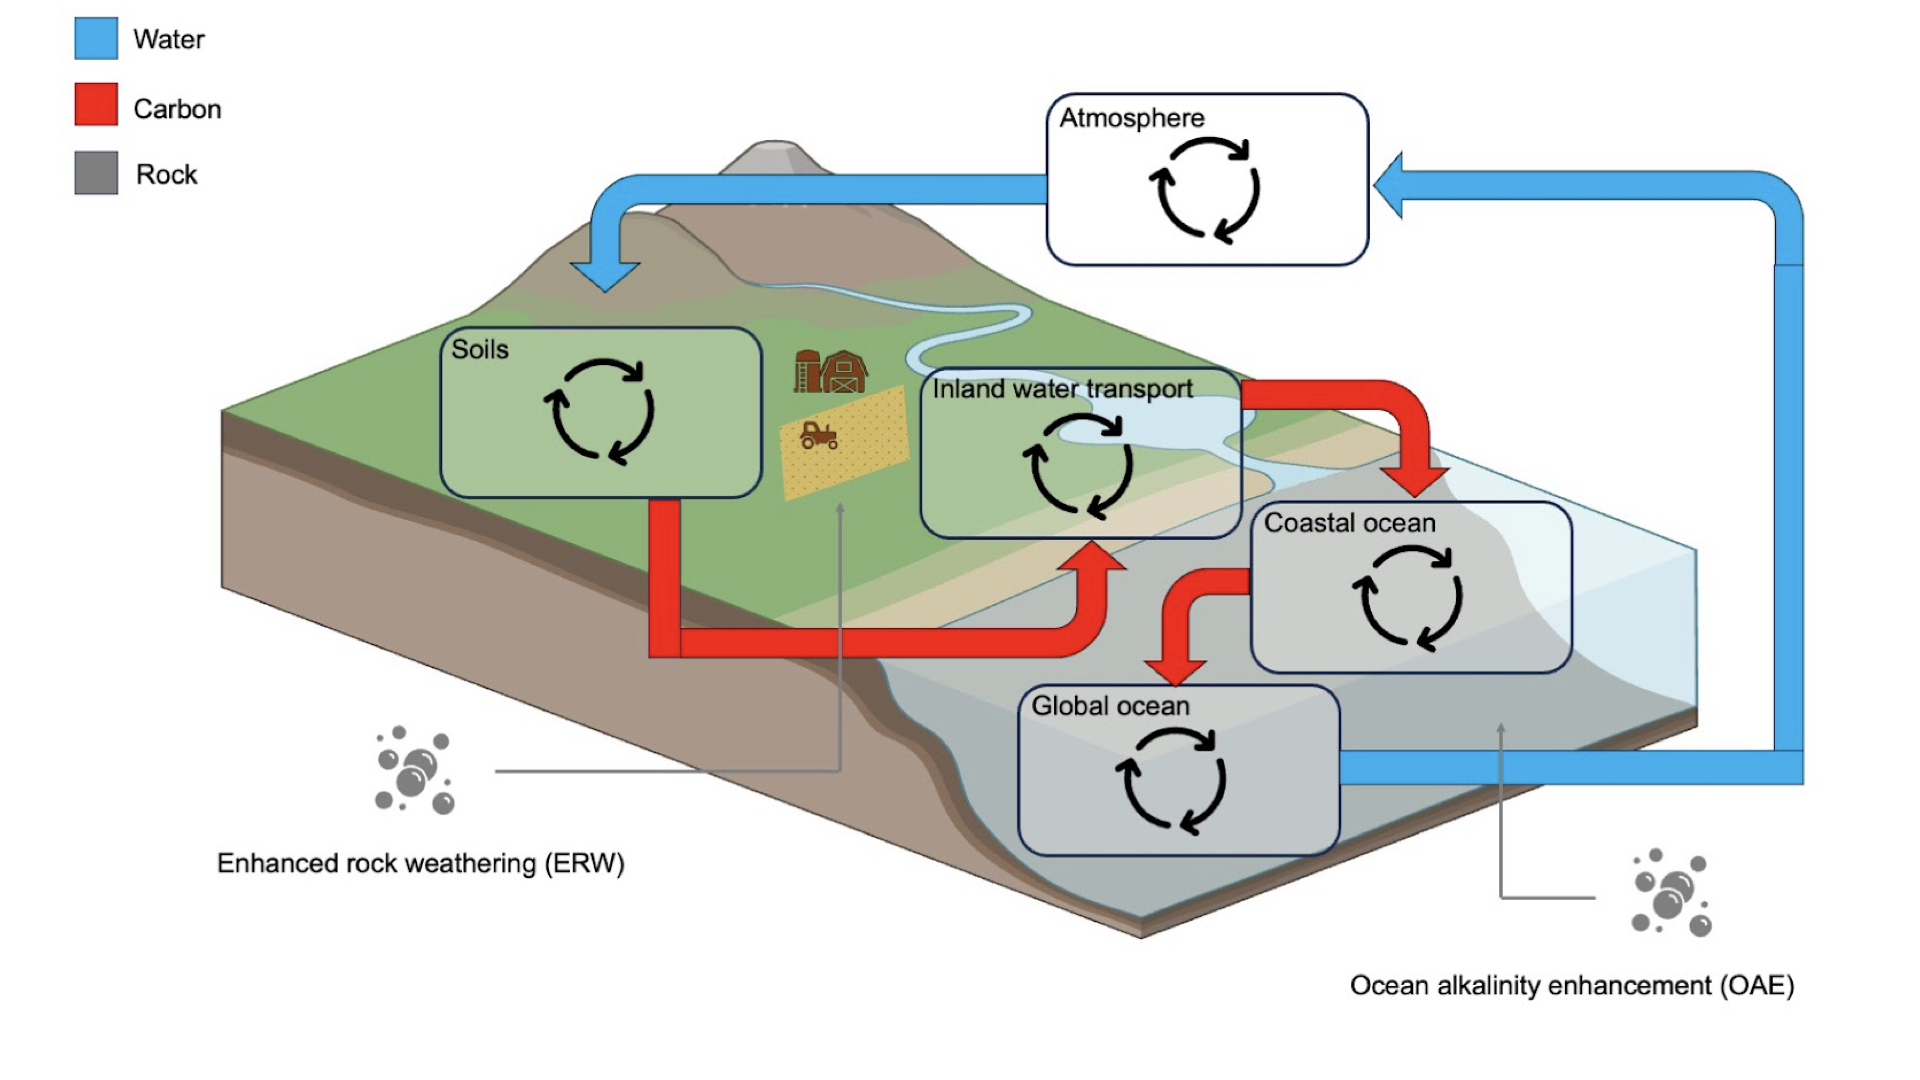 Water
Carbon
Rock
Atmosphere
Soils
Inland water transport
Coastal ocean
Global ocean
Enhanced rock weathering (ERW)
Ocean alkalinity enhancement (OAE)